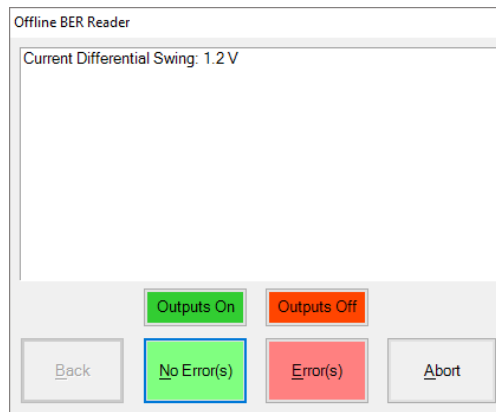 Offline BER Reader
Current Differential Swing: 1.2 V
Outputs On
Outputs Off
Back
No Error(s)
Error(s)
Abort